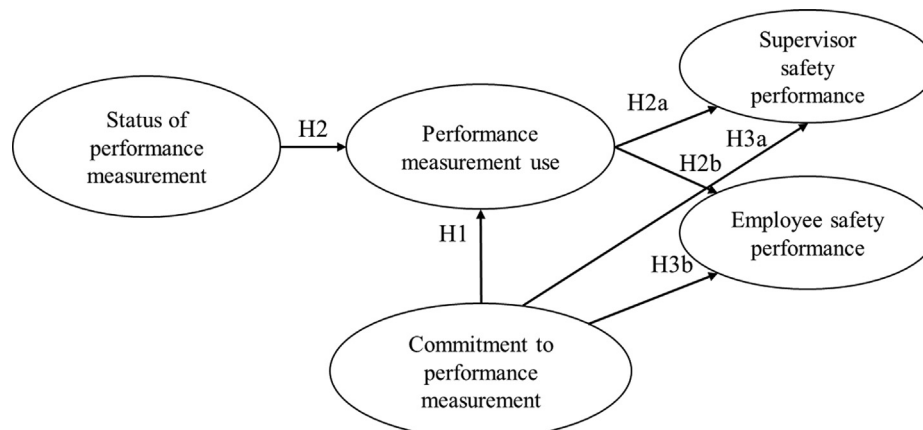 Supervisor
safety
performance
H2a
H3a
H2
Status of
performance
measurement
Performance
measurement use
H2b
Employee safety
performance
H1
H3b
Commitment to
performance
measurement